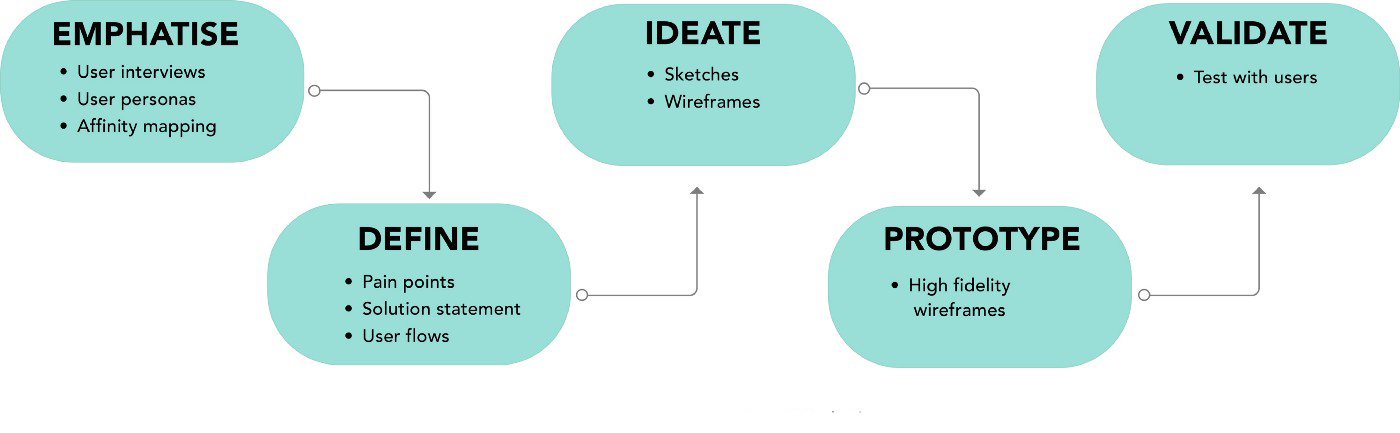 EMPHATISE
• User interviews
• User personas
• Affinity mapping
DEFINE
• Pain points
• Solution statement
• User flows
IDEATE
• Sketches
• Wireframes
PROTOTYPE
• High fidelity
wireframes
VALIDATE
• Test with users